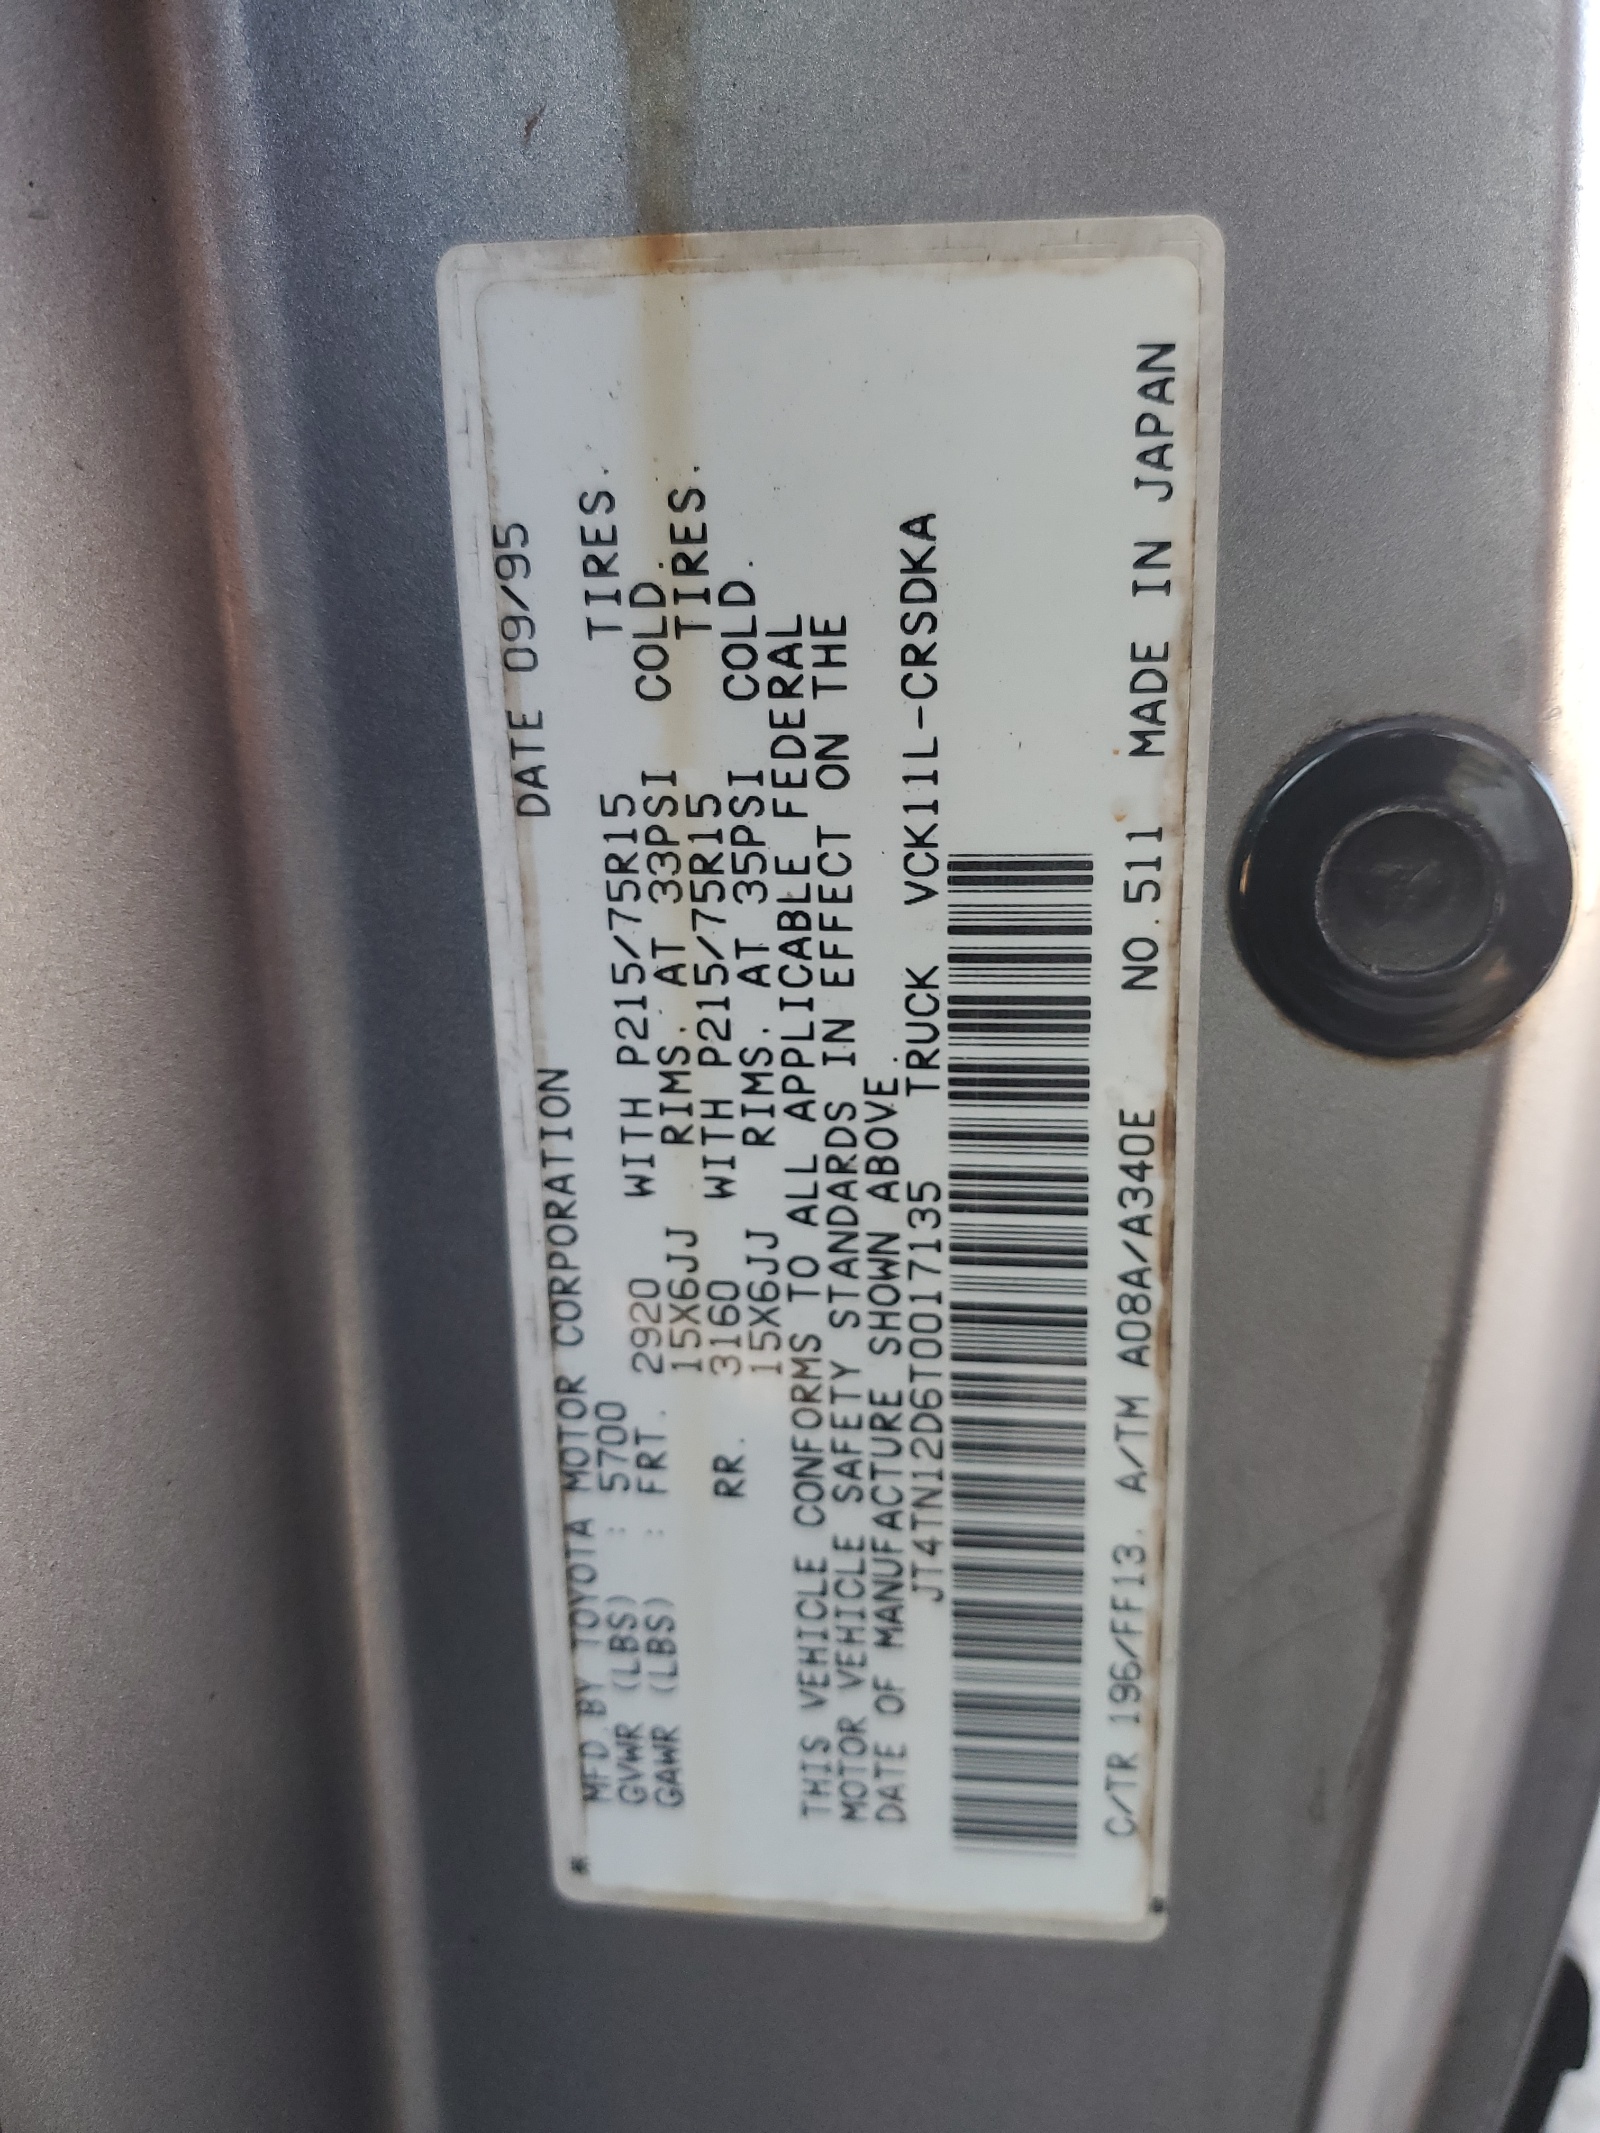 MFD.BY TOYOTA MOTOR CORPORATION DATE 09/95
GVWR (LBS) : 5700
GAWR (LBS) : FRT. 2920 WITH P215/75R15 TIRES.
15X6JJ RIMS. AT 33PSI COLD.
RR. 3160 WITH P215/75R15 TIRES.
15X6JJ RIMS. AT 35PSI COLD.
THIS VEHICLE CONFORMS TO ALL APPLICABLE FEDERAL
MOTOR VEHICLE SAFETY STANDARDS IN EFFECT ON THE
DATE OF MANUFACTURE SHOWN ABOVE.
JT4TN12D6T0017135 TRUCK VCK11L-CRSDKA
C/TR 196/FF13. A/TM A08A/A340E NO.511 MADE IN JAPAN